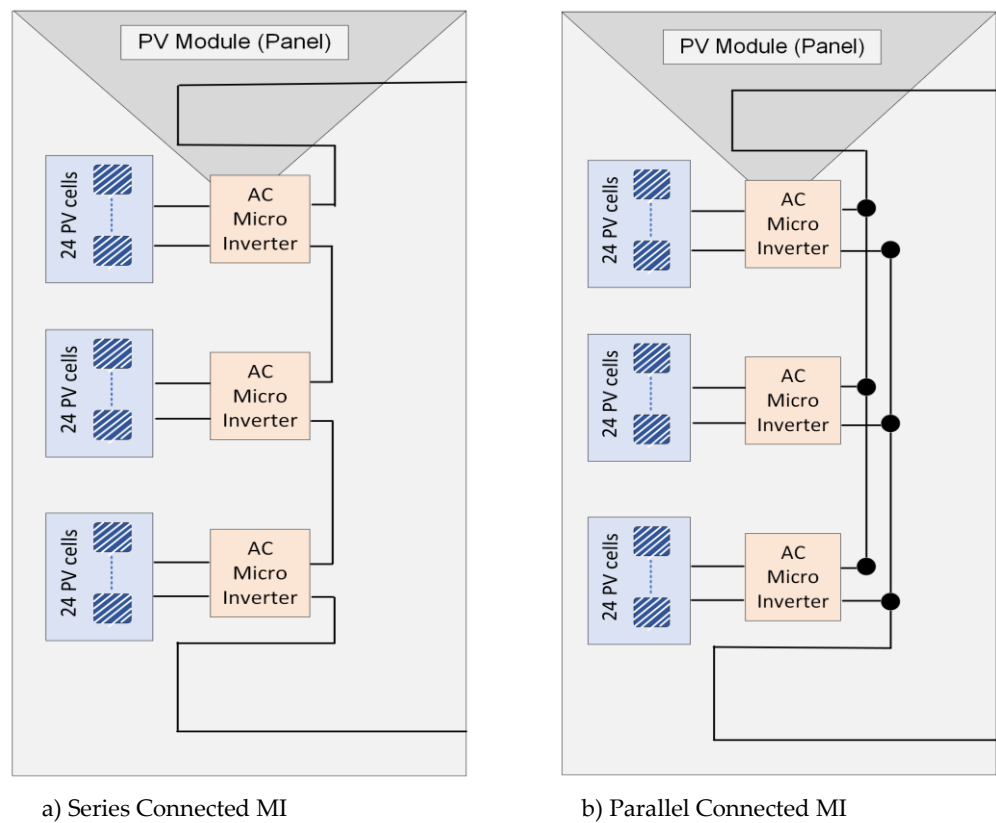 PV Module (Panel)
24 PV cells
AC
Micro
Inverter
24 PV cells
AC
Micro
Inverter
24 PV cells
AC
Micro
Inverter
a) Series Connected MI
PV Module (Panel)
24 PV cells
AC
Micro
Inverter
24 PV cells
AC
Micro
Inverter
24 PV cells
AC
Micro
Inverter
b) Parallel Connected MI